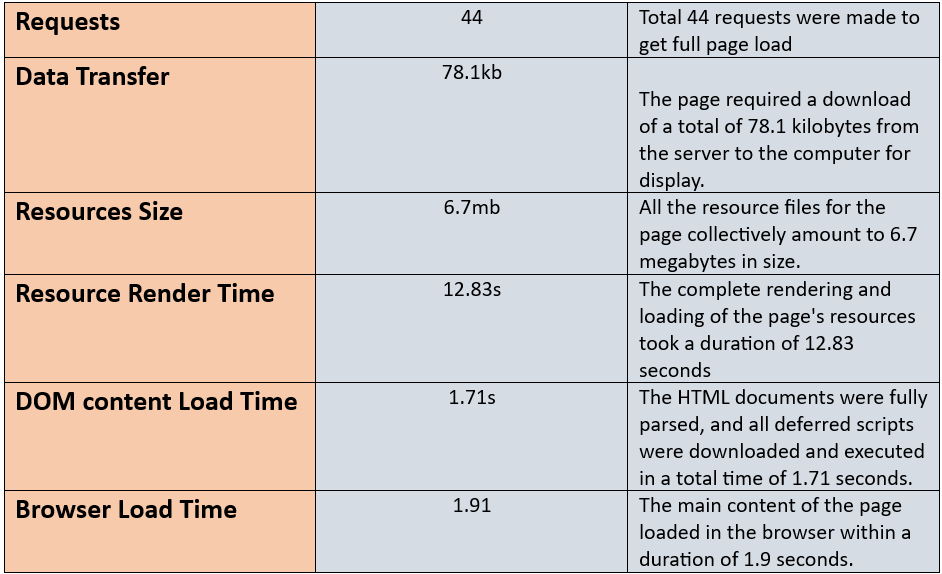 Requests
44
Total 44 requests were made to
get full page load
Data Transfer
78.1kb
The page required a download
of a total of 78.1 kilobytes from
the server to the computer for
display.
Resources Size
6.7mb
All the resource files for the
page collectively amount to 6.7
megabytes in size.
Resource Render Time
12.83s
The complete rendering and
loading of the page's resources
took a duration of 12.83
seconds
DOM content Load Time
1.71s
The HTML documents were fully
parsed, and all deferred scripts
were downloaded and executed
in a total time of 1.71 seconds.
Browser Load Time
1.91
The main content of the page
loaded in the browser within a
duration of 1.9 seconds.